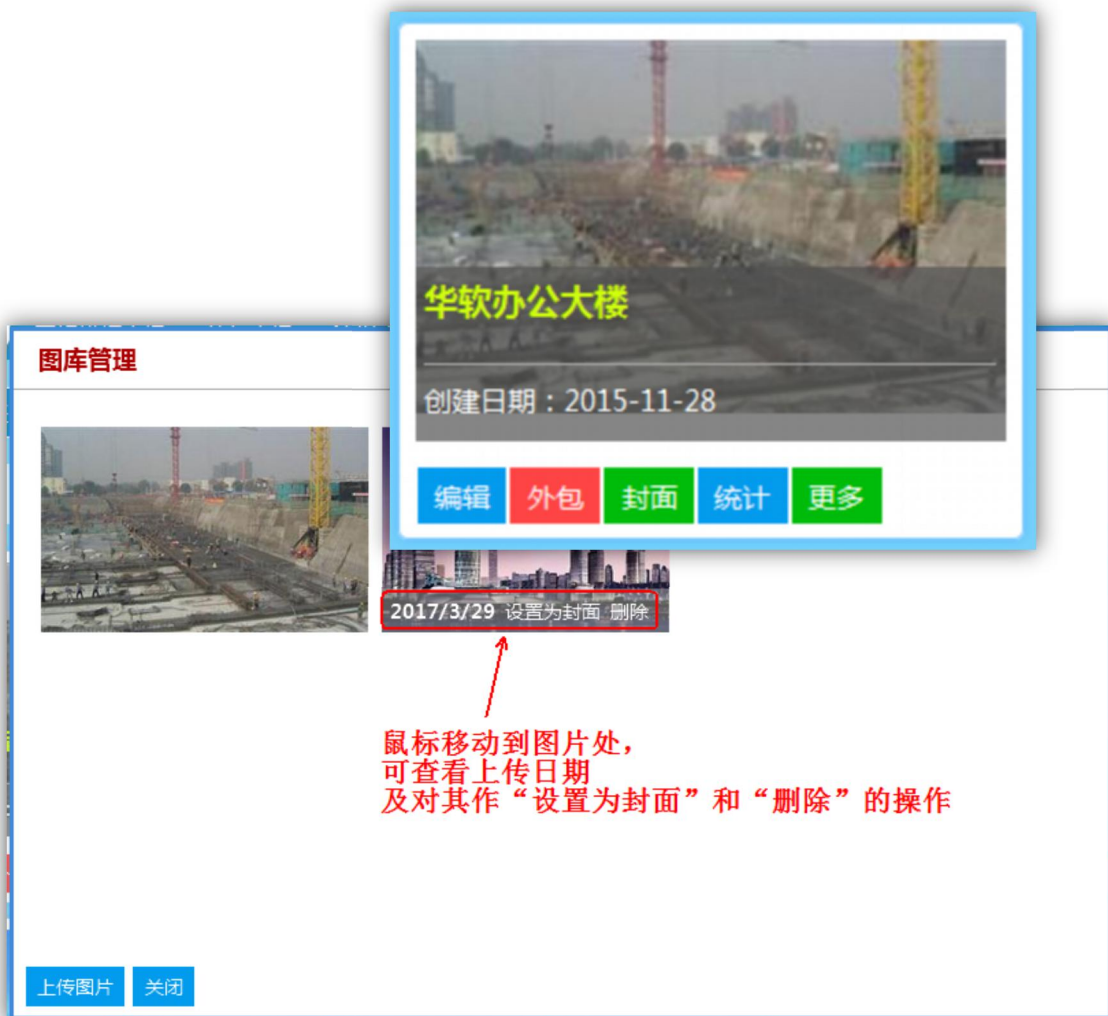 华软办公大楼
创建日期：2015-11-28
编辑 外包 封面 统计 更多
图库管理
2017/3/29 设置为封面 删除
鼠标移动到图片处，
可查看上传日期
及对其作“设置为封面”和“删除”的操作
上传图片 关闭